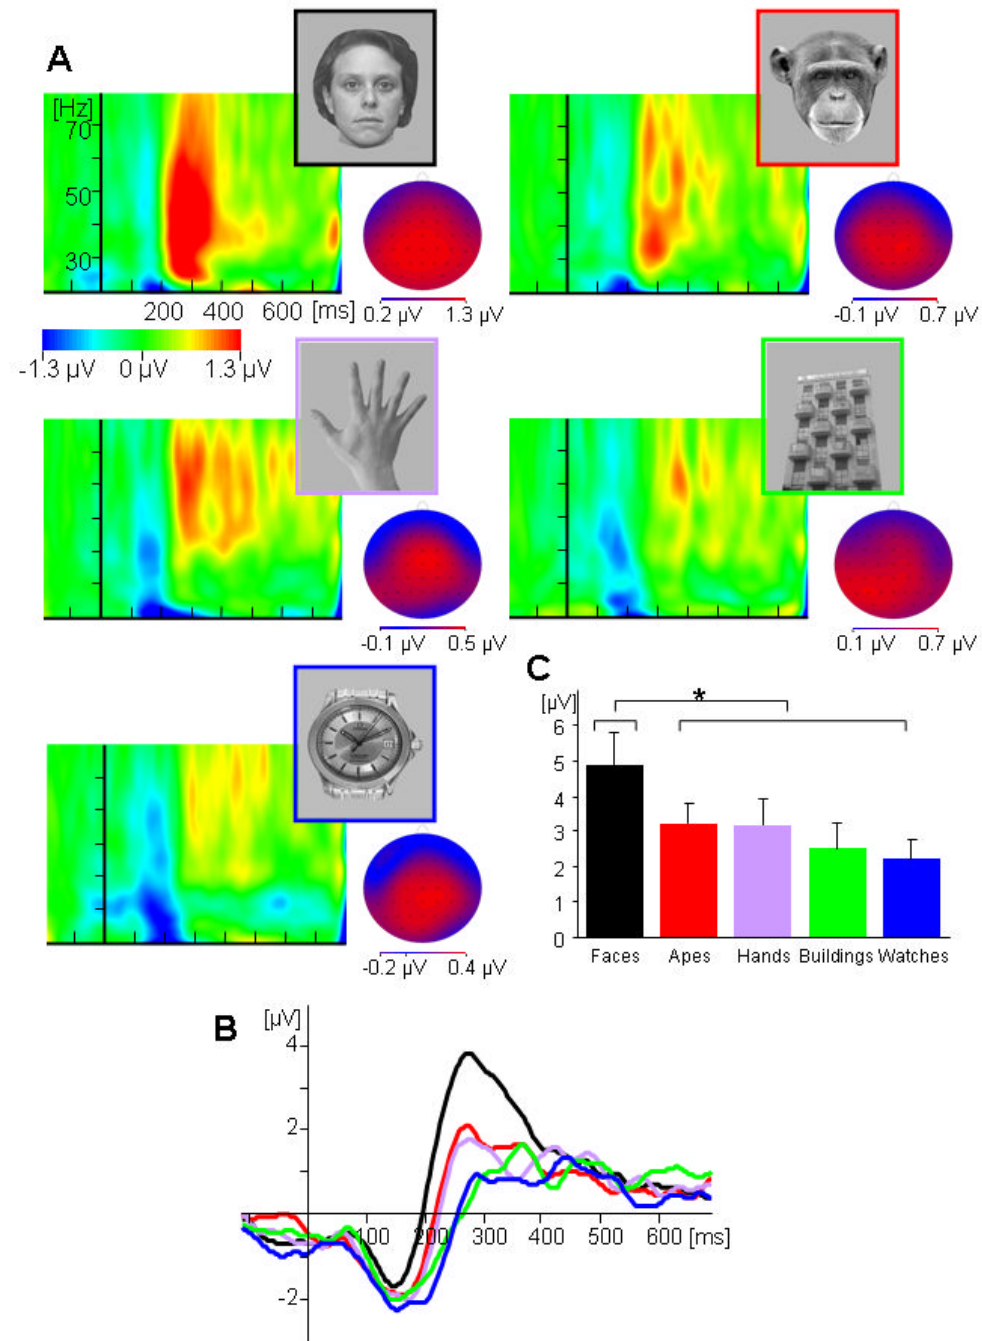 A
[Hz]
70
50
30
200 400 600 [ms]
0.2 µV 1.3 µV
-0.1 µV 0.7 µV
-1.3 µV 0 µV 1.3 µV
-0.1 µV 0.5 µV
0.1 µV 0.7 µV
C
[µV]
*
6
5
4
3
2
1
0
Faces Apes Hands Buildings Watches
-0.2 µV 0.4 µV
B
[µV]
4
2
100 200 300 400 500 600 [ms]
-2